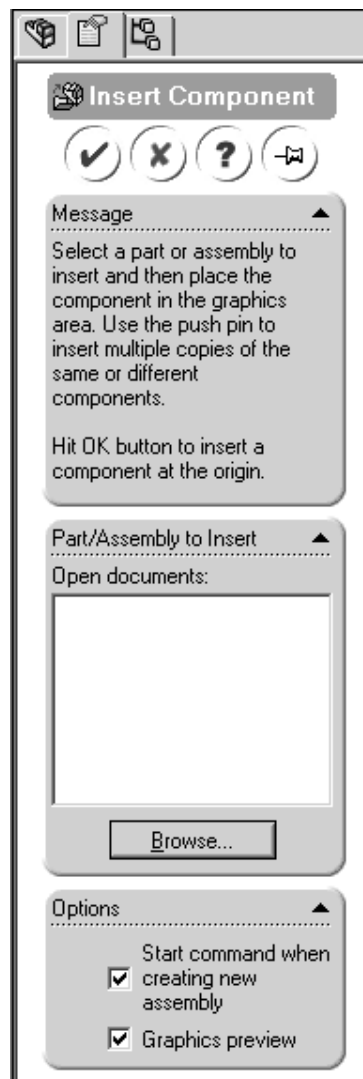 Insert Component
?
Message
Select a part or assembly to
insert and then place the
component in the graphics
area. Use the push pin to
insert multiple copies of the
same or different
components.
Hit OK button to insert a
component at the origin.
Part/Assembly to Insert
Open documents:
Browse...
Options
Start command when
creating new
assembly
Graphics preview